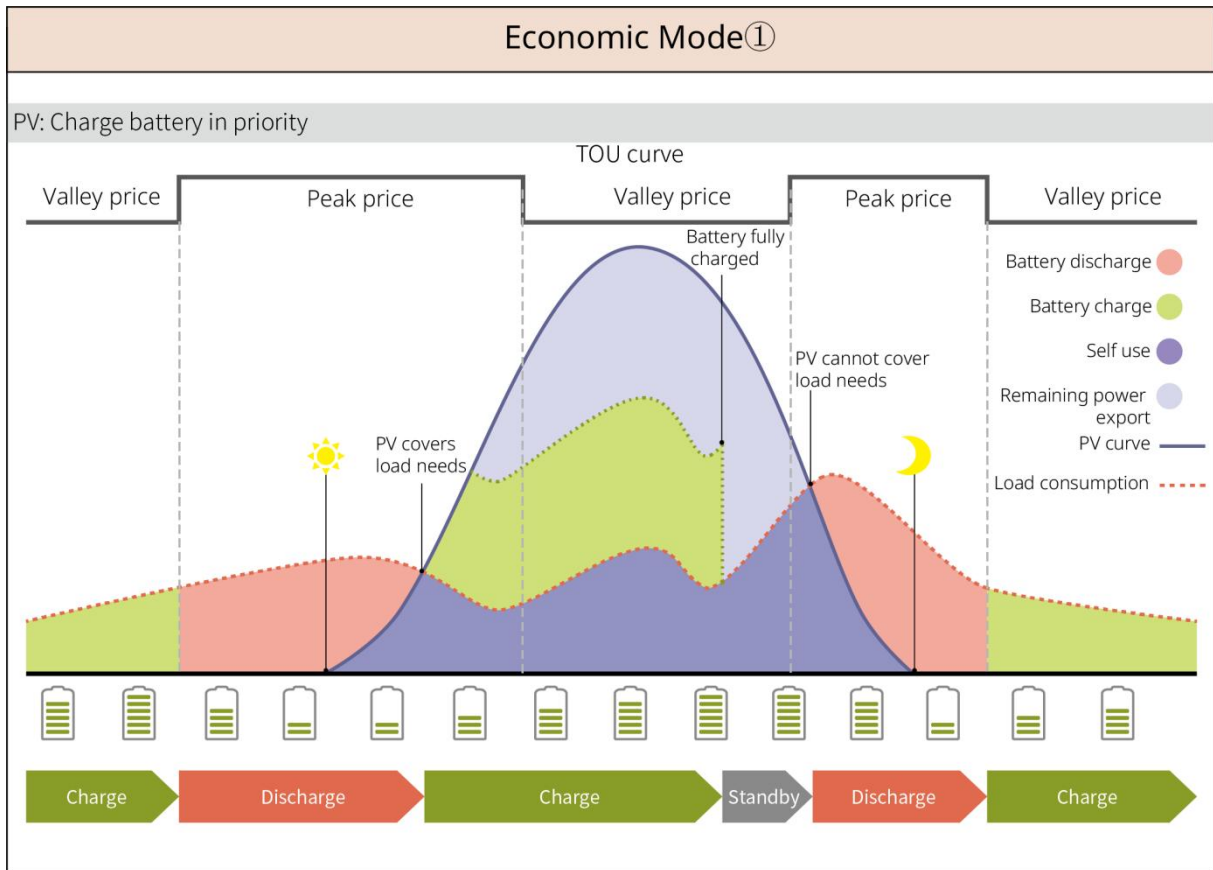 Economic Mode①
PV: Charge battery in priority
TOU curve
Valley price
Peak price
Valley price
Peak price
Valley price
Battery fully
charged
Battery discharge
Battery charge
Self use
Remaining power
export
PV curve
Load consumption
PV cannot cover
load needs
PV covers
load needs
Charge
Discharge
Charge
Standby
Discharge
Charge